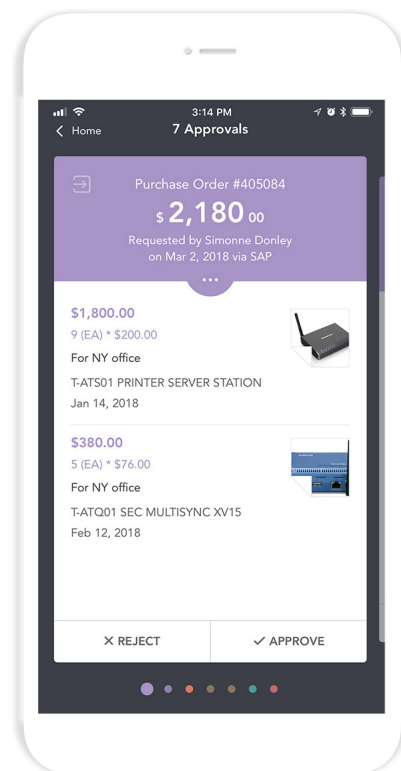 3:14 PM
Home
7 Approvals
Purchase Order #405084
$ 2,180 00
Requested by Simonne Donley
on Mar 2, 2018 via SAP
$1,800.00
9 (EA) * $200.00
For NY office
T-ATS01 PRINTER SERVER STATION
Jan 14, 2018
$380.00
5 (EA) * $76.00
For NY office
T-ATQ01 SEC MULTISYNC XV15
Feb 12, 2018
REJECT
APPROVE